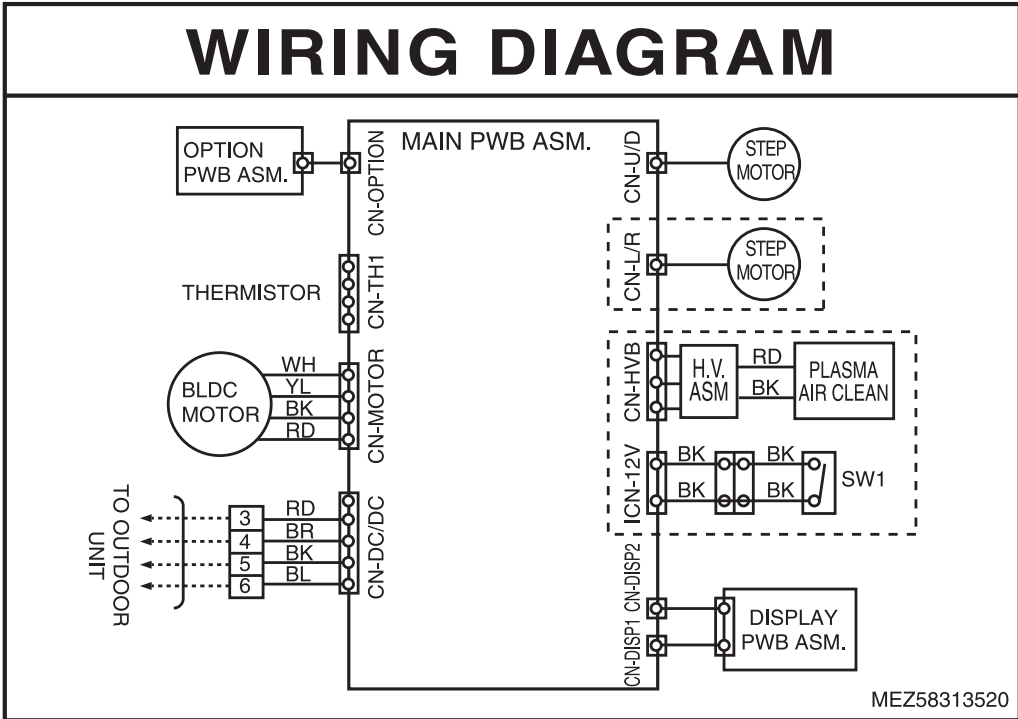 WIRING DIAGRAM
OPTION
PWB ASM.
CN-OPTION
MAIN PWB ASM.
CN-U/D
STEP
MOTOR
CN-L/R
STEP
MOTOR
THERMISTOR
CN-TH1
BLDC
MOTOR
WH
YL
BK
RD
CN-MOTOR
CN-HVB
H.V.
ASM
RD
BK
PLASMA
AIR CLEAN
ICN-12V
BK
BK
BK
BK
SW1
TO OUTDOOR
UNIT
3
4
5
6
RD
BR
BK
BL
CN-DC/DC
CN-DISP2
CN-DISP1
DISPLAY
PWB ASM.
MEZ58313520